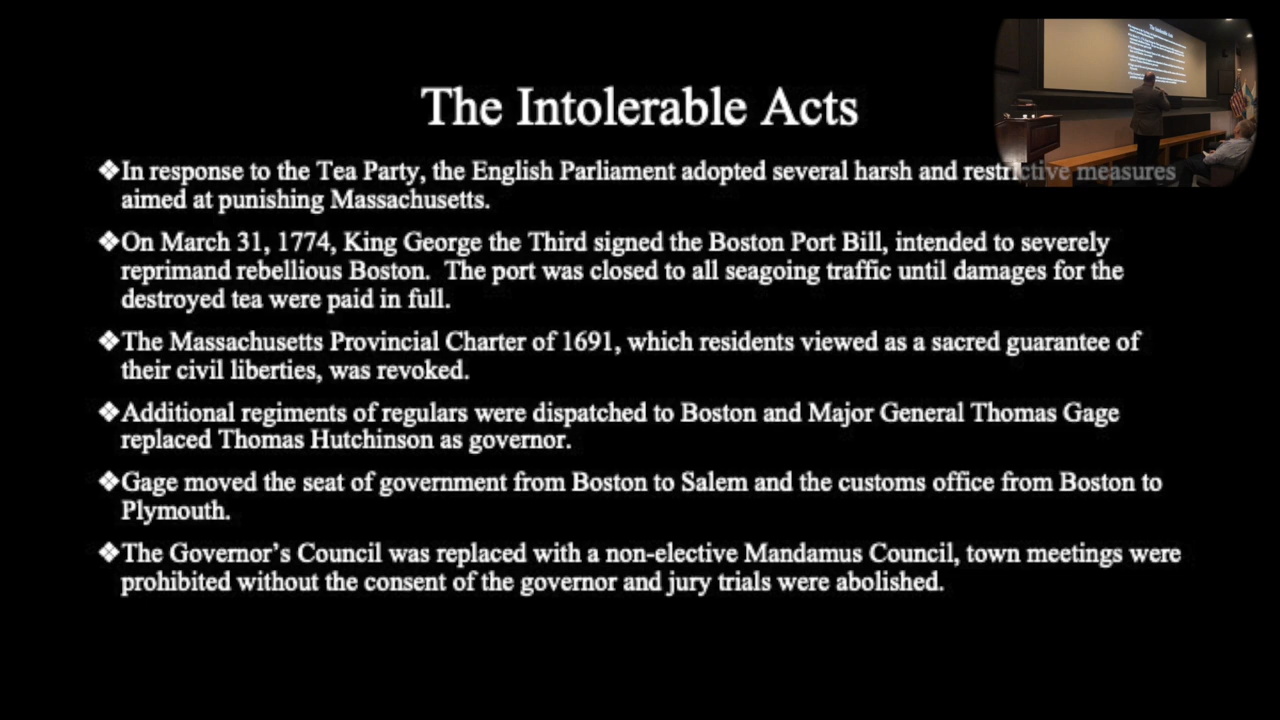 The Intolerable Acts
❖In response to the Tea Party, the English Parliament adopted several harsh and restrictive measures
aimed at punishing Massachusetts.
❖On March 31, 1774, King George the Third signed the Boston Port Bill, intended to severely
reprimand rebellious Boston.  The port was closed to all seagoing traffic until damages for the
destroyed tea were paid in full.
❖The Massachusetts Provincial Charter of 1691, which residents viewed as a sacred guarantee of
their civil liberties, was revoked.
❖Additional regiments of regulars were dispatched to Boston and Major General Thomas Gage
replaced Thomas Hutchinson as governor.
❖Gage moved the seat of government from Boston to Salem and the customs office from Boston to
Plymouth.
❖The Governor’s Council was replaced with a non-elective Mandamus Council, town meetings were
prohibited without the consent of the governor and jury trials were abolished.